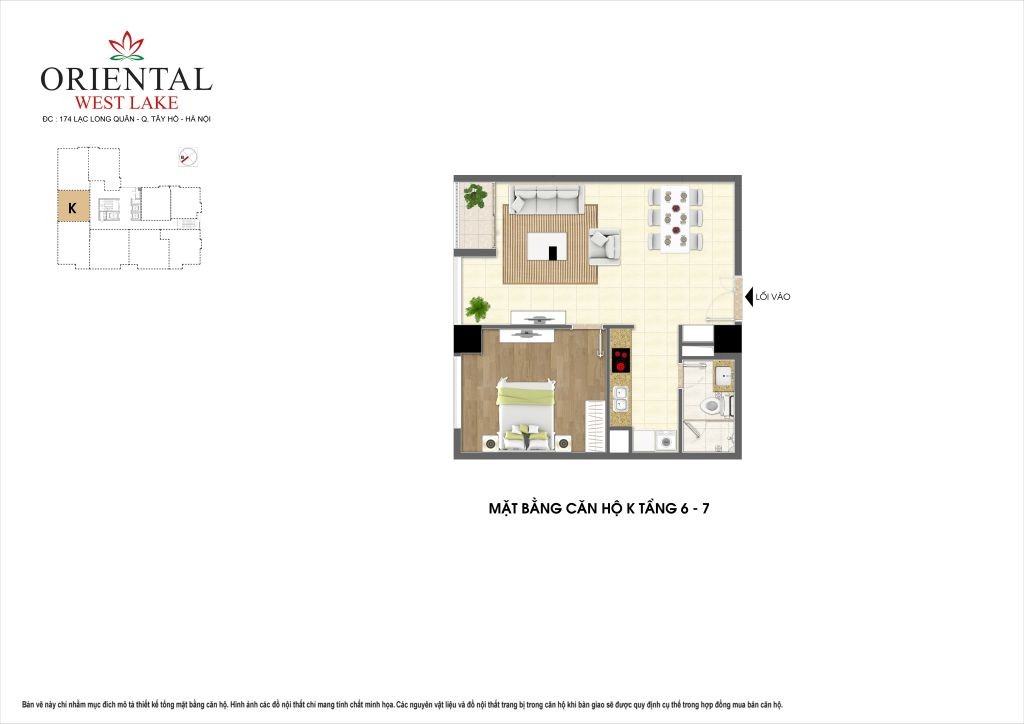 ORIENTAL
WEST LAKE
ĐC : 174 LẠC LONG QUÂN - Q. TÂY HỒ - HÀ NỘI
K
LỐI VÀO
MẶT BẰNG CĂN HỘ K TẦNG 6 - 7
Bản vẽ này chỉ nhằm mục đích mô tả thiết kế tổng mặt bằng căn hộ. Hình ảnh các đồ nội thất chỉ mang tính chất minh họa. Các nguyên vật liệu và đồ nội thất trang bị trong căn hộ khi bàn giao sẽ được quy định cụ thể trong hợp đồng mua bán căn hộ.